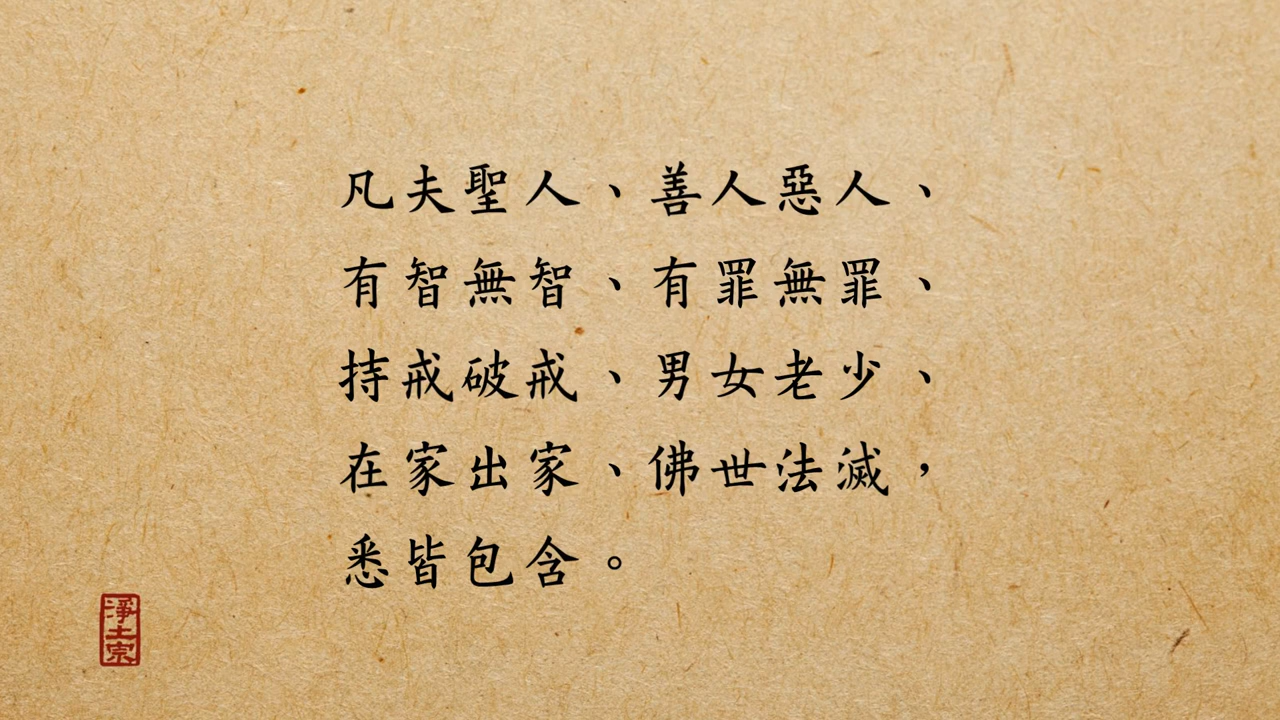 凡夫聖人、善人惡人、
有智無智、有罪無罪、
持戒破戒、男女老少、
在家出家、佛世法滅，
悉皆包含。
淨土宗